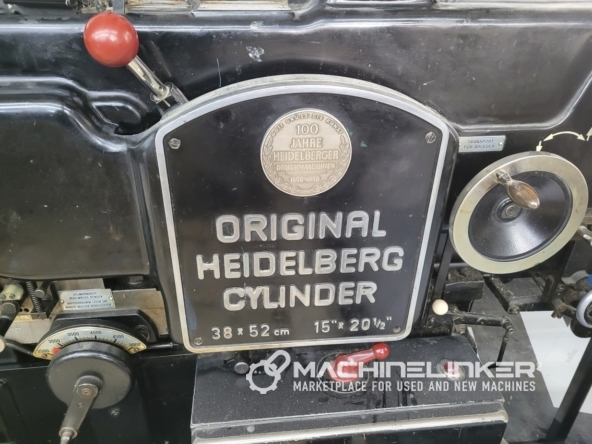 100
JAHRE
HEIDELBERGER
ORIGINAL
HEIDELBERG
CYLINDER
38 x 52 cm 15" x 20 1/2"
MACHINELINKER
MARKETPLACE FOR USED AND NEW MACHINES